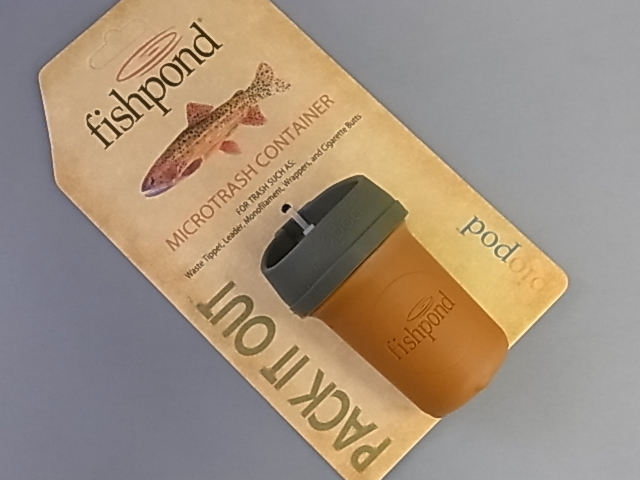 fishpond
MICROTRASH CONTAINER
FOR TRASH SUCH AS:
Waste Tippet, Leader, Monofilament, Wrappers, and Cigarette Butts
PACK IT OUT
fishpond